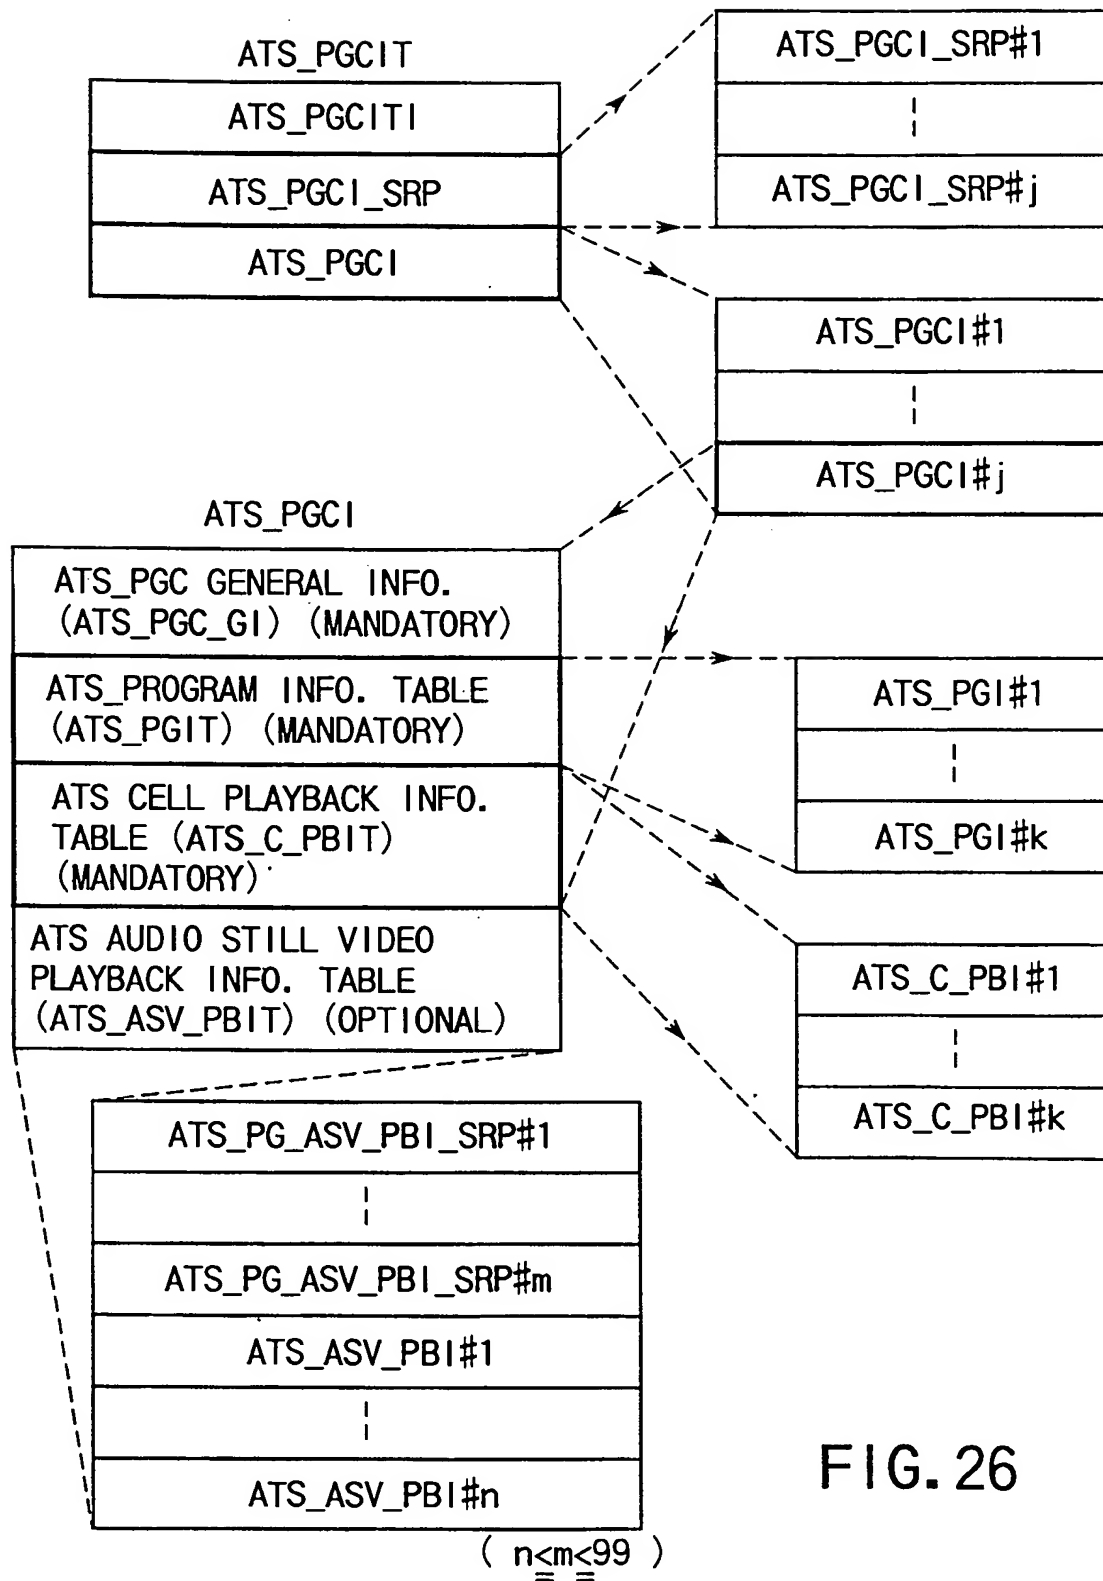 ATS_PGCIT
ATS_PGCITI
ATS_PGCI_SRP
ATS_PGCI
ATS_PGCI_SRP#1
ATS_PGCI_SRP#j
ATS_PGCI#1
ATS_PGCI#j
ATS_PGCI
ATS_PGC GENERAL INFO.
(ATS_PGC_GI) (MANDATORY)
ATS_PROGRAM INFO. TABLE
(ATS_PGIT) (MANDATORY)
ATS CELL PLAYBACK INFO.
TABLE (ATS_C_PBIT)
(MANDATORY)
ATS AUDIO STILL VIDEO
PLAYBACK INFO. TABLE
(ATS_ASV_PBIT) (OPTIONAL)
ATS_PGI#1
ATS_PGI#k
ATS_C_PBI#1
ATS_C_PBI#k
ATS_PG_ASV_PBI_SRP#1
ATS_PG_ASV_PBI_SRP#m
ATS_ASV_PBI#1
ATS_ASV_PBI#n
( n≦m≦99 )
FIG. 26